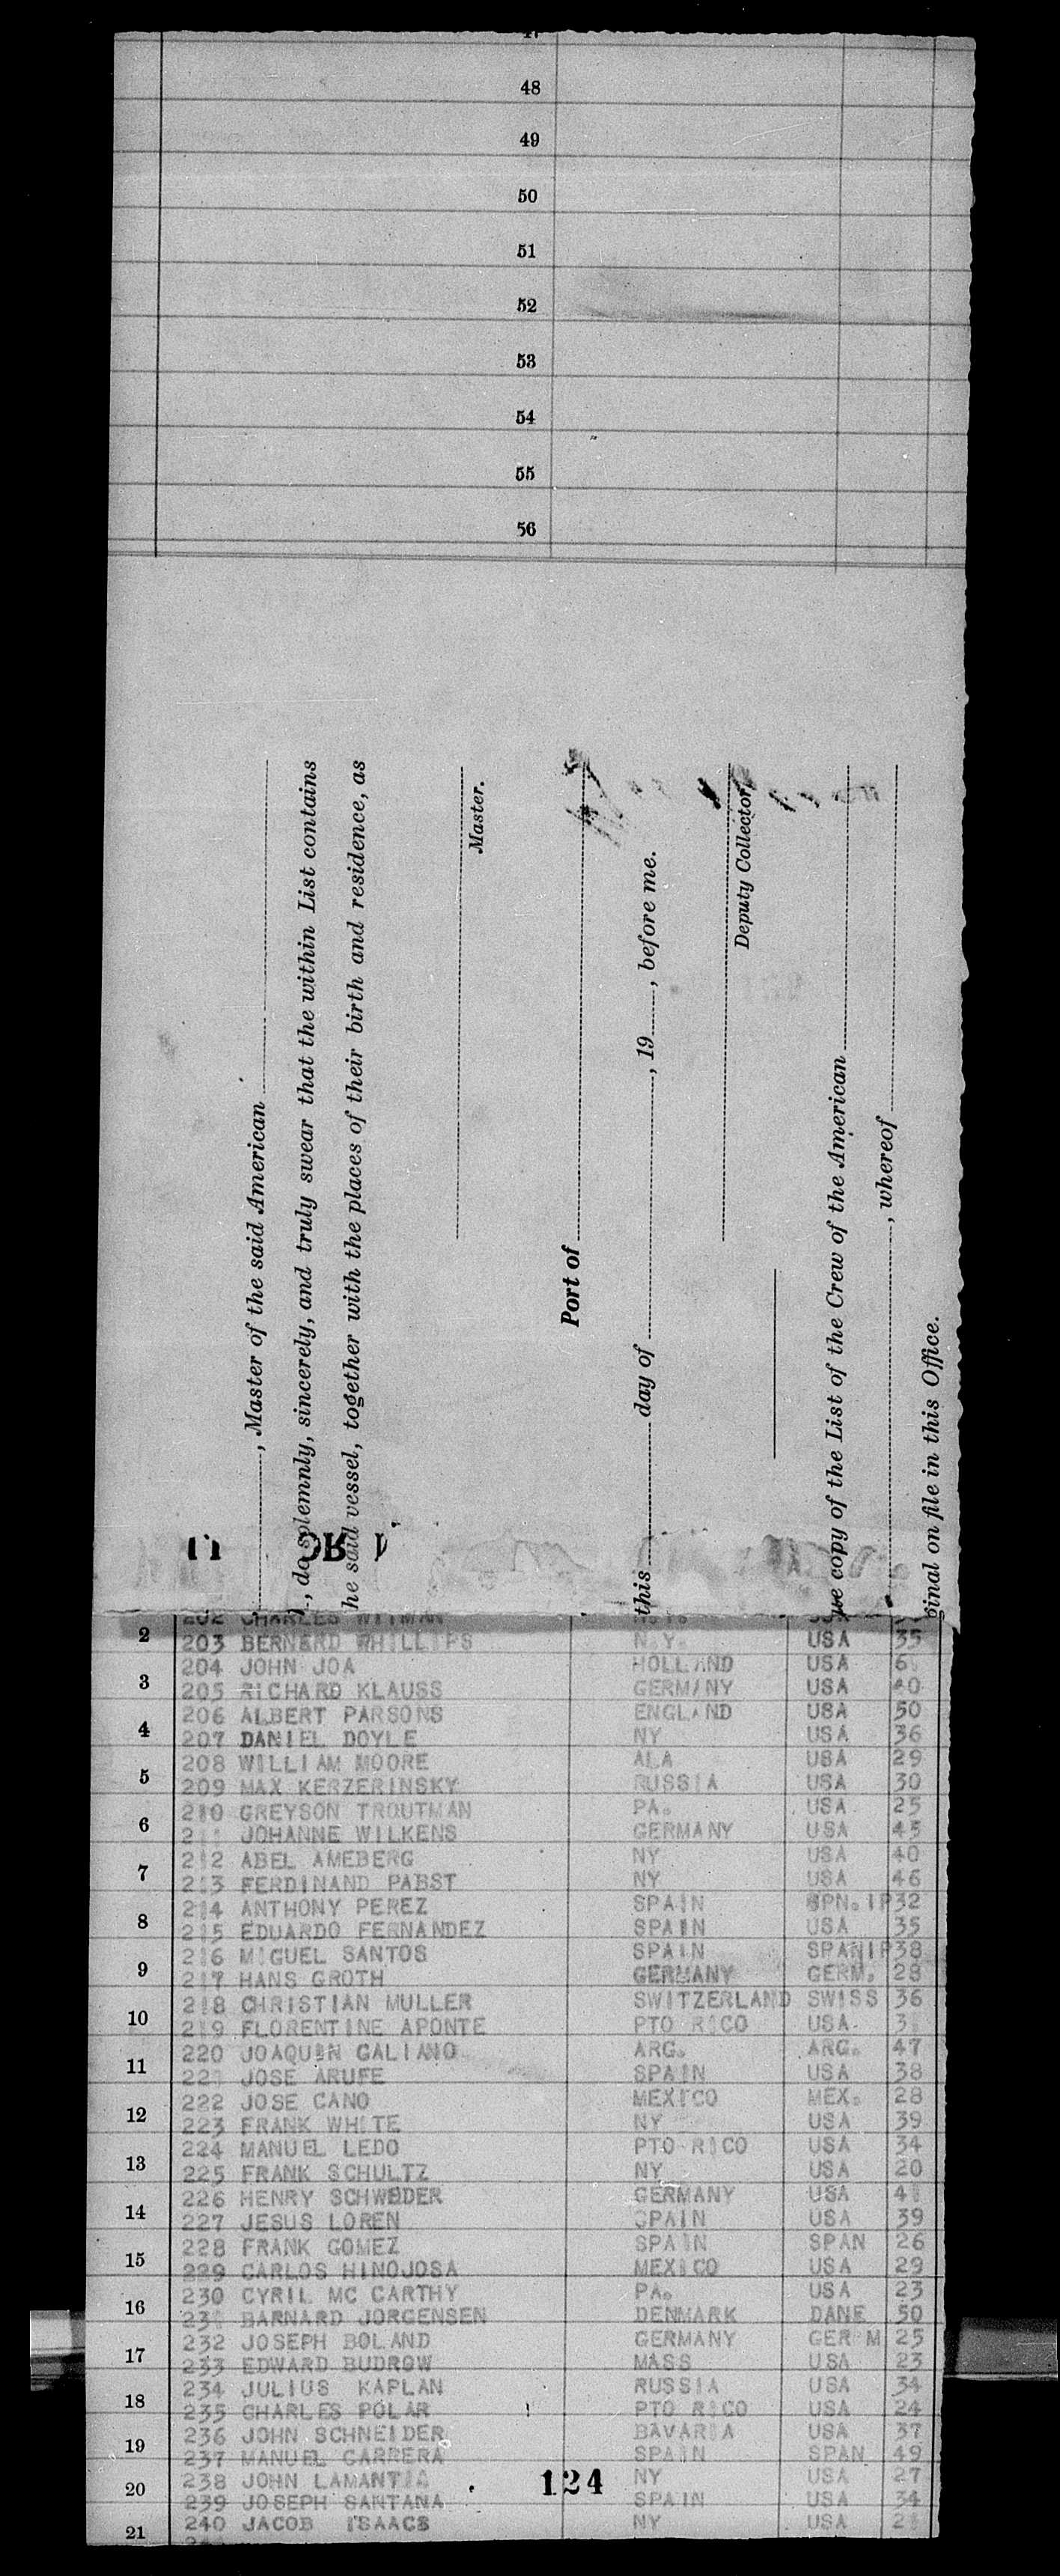 48
49
50
51
52
53
54
55
56
, Master of the said American
, do solemnly, sincerely, and truly swear that the within List contains
he said vessel, together with the places of their birth and residence, as
Master.
Port of
this day of , 19 , before me.
Deputy Collector,
ue copy of the List of the Crew of the American
, whereof
ginal on file in this Office.
202 CHARLES WITMAN
2
203 BERNARD WHILLIPS N.Y. USA 35
204 JOHN JOA HOLLAND USA
3
205 RICHARD KLAUSS GERMANY USA 40
206 ALBERT PARSONS ENGLAND USA 50
4
207 DANIEL DOYLE NY USA 36
208 WILLIAM MOORE ALA USA 29
5
209 MAX KERZERINSKY RUSSIA USA 30
210 GREYSON TROUTMAN PA. USA 25
6
211 JOHANNE WILKENS GERMANY USA 45
212 ABEL AMEBERG NY USA 40
7
213 FERDINAND PABST NY USA 46
214 ANTHONY PEREZ SPAIN SPN. IP 32
8
215 EDUARDO FERNANDEZ SPAIN USA 35
216 MIGUEL SANTOS SPAIN SPANIP 38
9
217 HANS GROTH GERMANY GERM. 28
218 CHRISTIAN MULLER SWITZERLAND SWISS 36
10
219 FLORENTINE APONTE PTO RICO USA
220 JOAQUIN GALIANO ARG. ARG. 47
11
221 JOSE ARUFE SPAIN USA 38
222 JOSE CANO MEXICO MEX. 28
12
223 FRANK WHITE NY USA 39
224 MANUEL LEDO PTO RICO USA 34
13
225 FRANK SCHULTZ NY USA 20
226 HENRY SCHWEDER GERMANY USA 41
14
227 JESUS LOREN SPAIN USA 39
228 FRANK GOMEZ SPAIN SPAN 26
15
229 CARLOS HINOJOSA MEXICO USA 29
230 CYRIL MC CARTHY PA. USA 23
16
231 BARNARD JORGENSEN DENMARK DANE 50
232 JOSEPH BOLAND GERMANY GER M 25
17
233 EDWARD BUDROW MASS USA 23
234 JULIUS KAPLAN RUSSIA USA 34
18
235 CHARLES POLAR PTO RICO USA 24
236 JOHN SCHNEIDER BAVARIA USA 37
19
237 MANUEL CARRERA SPAIN SPAN 49
238 JOHN LAMANTIA NY USA 27
124
20
239 JOSEPH SANTANA SPAIN USA 34
240 JACOB ISAACS NY USA
21